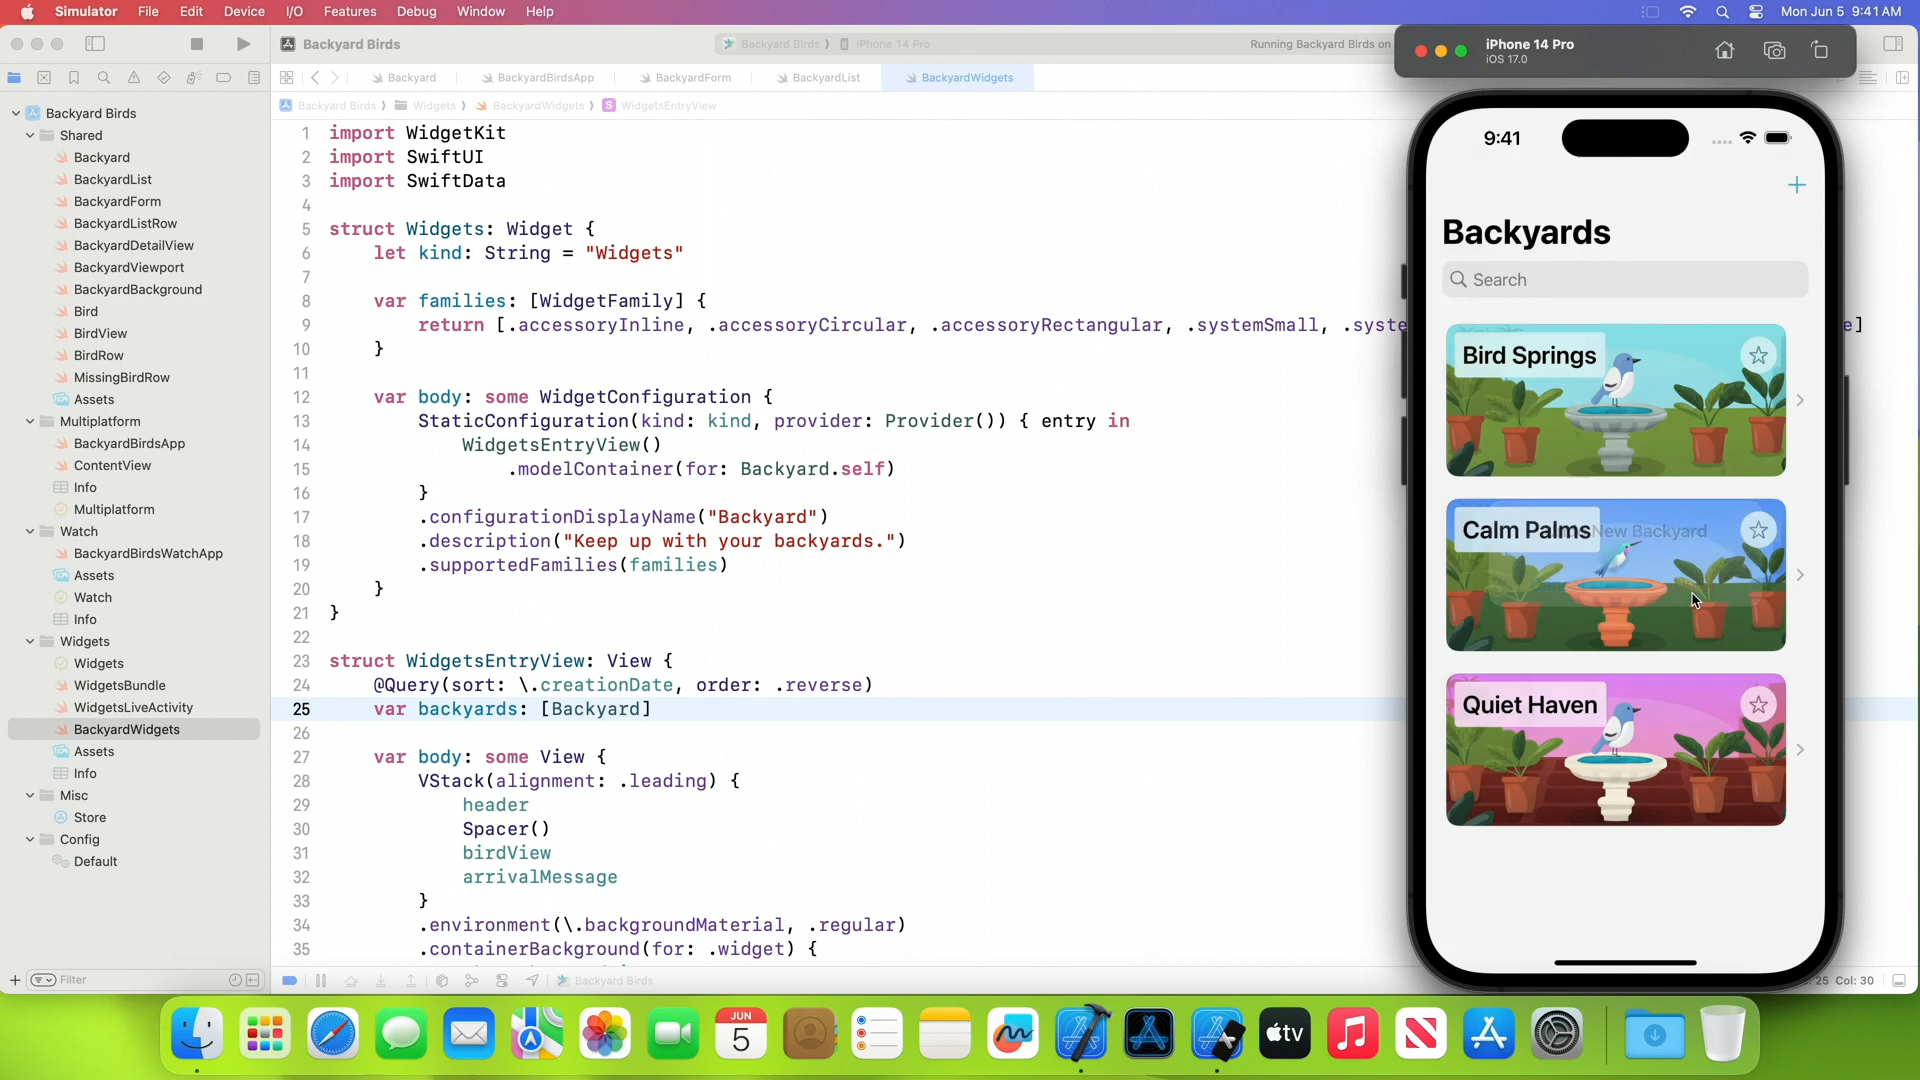 Simulator File Edit Device I/O Features Debug Window Help
Mon Jun 5 9:41 AM
Backyard Birds
Backyard Birds ⟩ iPhone 14 Pro
Running Backyard Birds on
iPhone 14 Pro
iOS 17.0
Backyard
BackyardBirdsApp
BackyardForm
BackyardList
BackyardWidgets
Backyard Birds ⟩ Widgets ⟩ BackyardWidgets ⟩ S WidgetsEntryView
Backyard Birds
Shared
Backyard
BackyardList
BackyardForm
BackyardListRow
BackyardDetailView
BackyardViewport
BackyardBackground
Bird
BirdView
BirdRow
MissingBirdRow
Assets
Multiplatform
BackyardBirdsApp
ContentView
Info
Multiplatform
Watch
BackyardBirdsWatchApp
Assets
Watch
Info
Widgets
Widgets
WidgetsBundle
WidgetsLiveActivity
BackyardWidgets
Assets
Info
Misc
Store
Config
Default
Filter
1 import WidgetKit
2 import SwiftUI
3 import SwiftData
4
5 struct Widgets: Widget {
6 let kind: String = "Widgets"
7
8 var families: [WidgetFamily] {
9 return [.accessoryInline, .accessoryCircular, .accessoryRectangular, .systemSmall, .syste e]
10 }
11
12 var body: some WidgetConfiguration {
13 StaticConfiguration(kind: kind, provider: Provider()) { entry in
14 WidgetsEntryView()
15 .modelContainer(for: Backyard.self)
16 }
17 .configurationDisplayName("Backyard")
18 .description("Keep up with your backyards.")
19 .supportedFamilies(families)
20 }
21 }
22
23 struct WidgetsEntryView: View {
24 @Query(sort: \.creationDate, order: .reverse)
25 var backyards: [Backyard]
26
27 var body: some View {
28 VStack(alignment: .leading) {
29 header
30 Spacer()
31 birdView
32 arrivalMessage
33 }
34 .environment(\.backgroundMaterial, .regular)
35 .containerBackground(for: .widget) {
Backyard Birds
: 25 Col: 30
9:41
Backyards
Search
Bird Springs
Calm Palms
New Backyard
Quiet Haven
JUN
5
tv